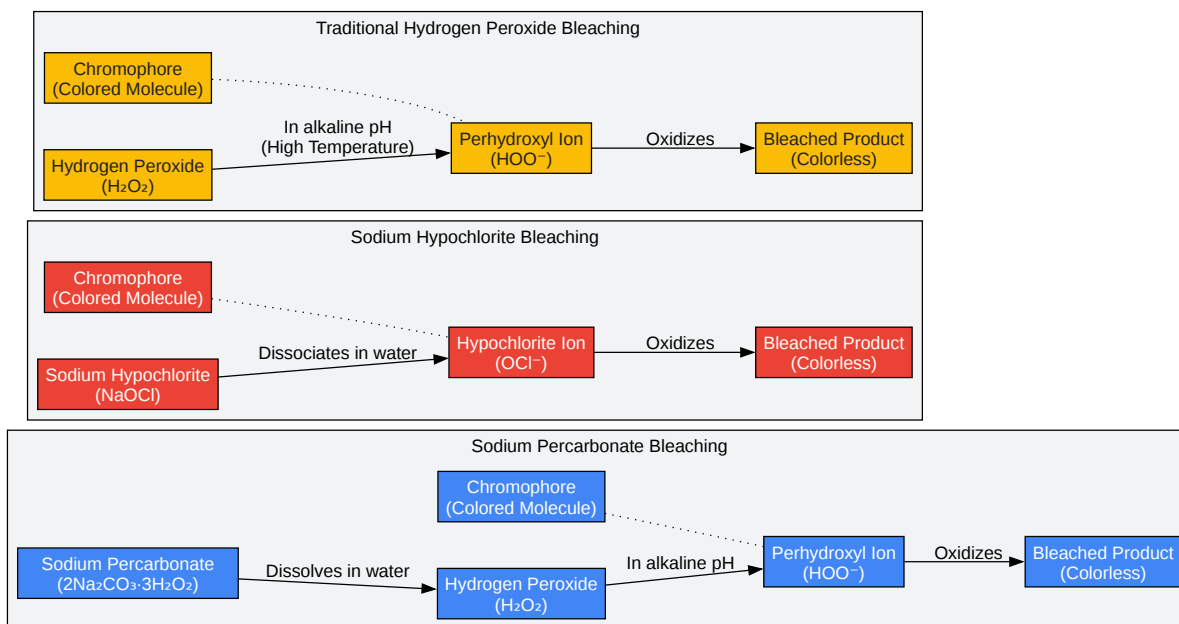 Traditional Hydrogen Peroxide Bleaching
Chromophore
(Colored Molecule)
In alkaline pH
(High Temperature)
Hydrogen Peroxide
(H₂O₂)
Perhydroxyl Ion
(HOO⁻)
Oxidizes
Bleached Product
(Colorless)
Sodium Hypochlorite Bleaching
Chromophore
(Colored Molecule)
Dissociates in water
Sodium Hypochlorite
(NaOCl)
Hypochlorite Ion
(OCl⁻)
Oxidizes
Bleached Product
(Colorless)
Sodium Percarbonate Bleaching
Chromophore
(Colored Molecule)
Sodium Percarbonate
(2Na₂CO₃·3H₂O₂)
Dissolves in water
Hydrogen Peroxide
(H₂O₂)
In alkaline pH
Perhydroxyl Ion
(HOO⁻)
Oxidizes
Bleached Product
(Colorless)